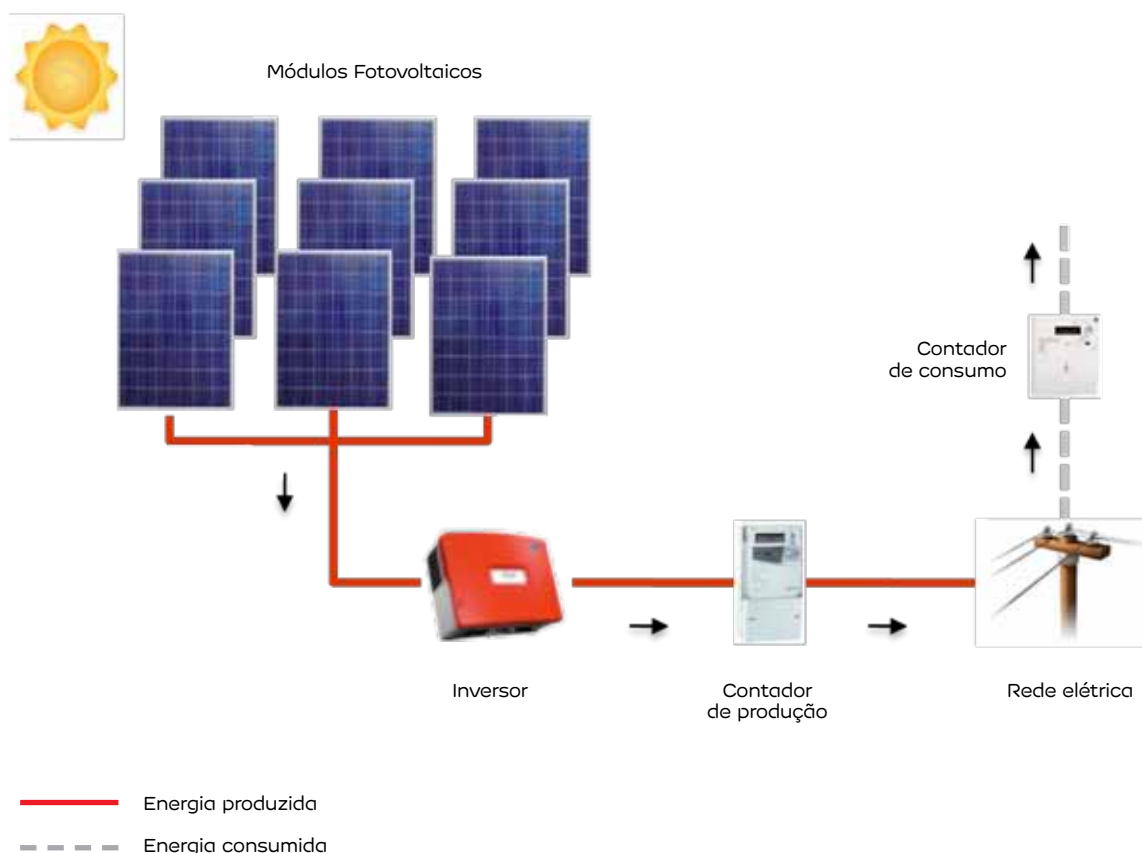 Módulos Fotovoltaicos
Contador
de consumo
Inversor
Contador
de produção
Rede elétrica
Energia produzida
Energia consumida